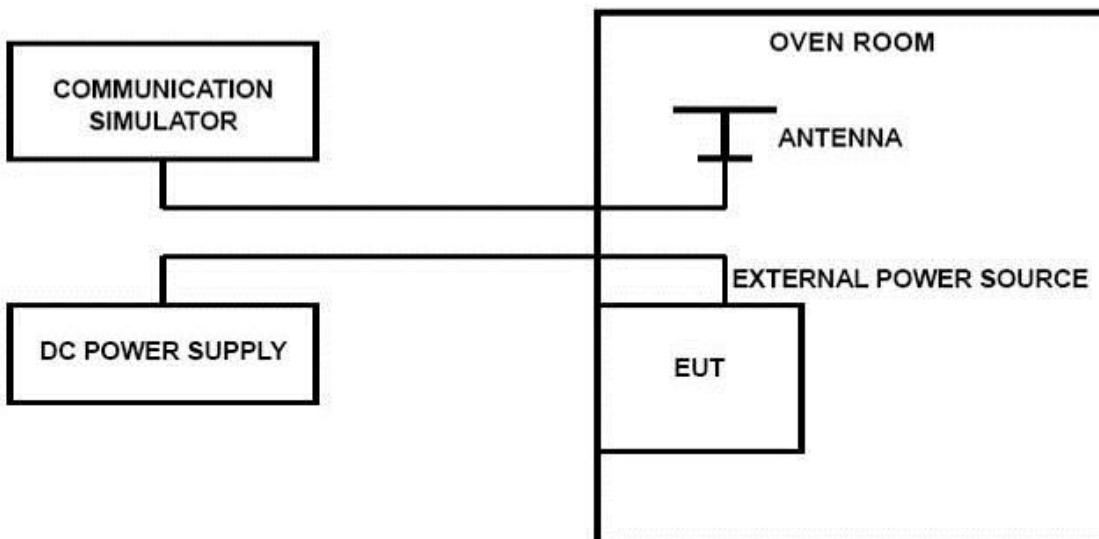 OVEN ROOM
COMMUNICATION
SIMULATOR
ANTENNA
EXTERNAL POWER SOURCE
DC POWER SUPPLY
EUT